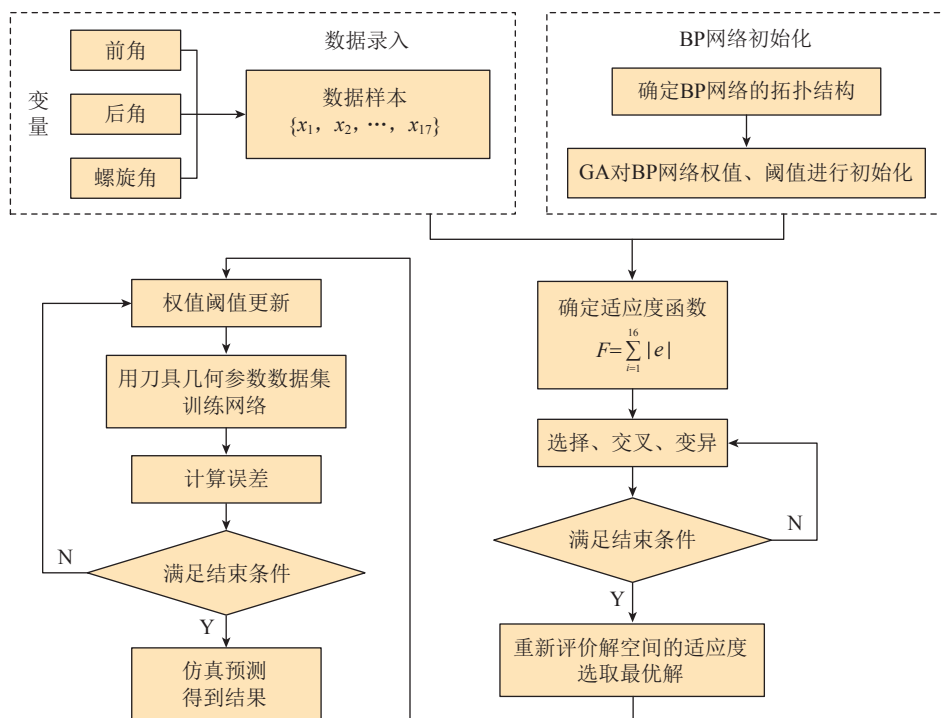 数据录入
变量
前角
后角
螺旋角
数据样本
{x₁，x₂，…，x₁₇}
BP网络初始化
确定BP网络的拓扑结构
GA对BP网络权值、阈值进行初始化
确定适应度函数
F=∑_{i=1}^{16}|e|
选择、交叉、变异
满足结束条件
N
Y
重新评价解空间的适应度
选取最优解
权值阈值更新
用刀具几何参数数据集
训练网络
计算误差
满足结束条件
N
Y
仿真预测
得到结果